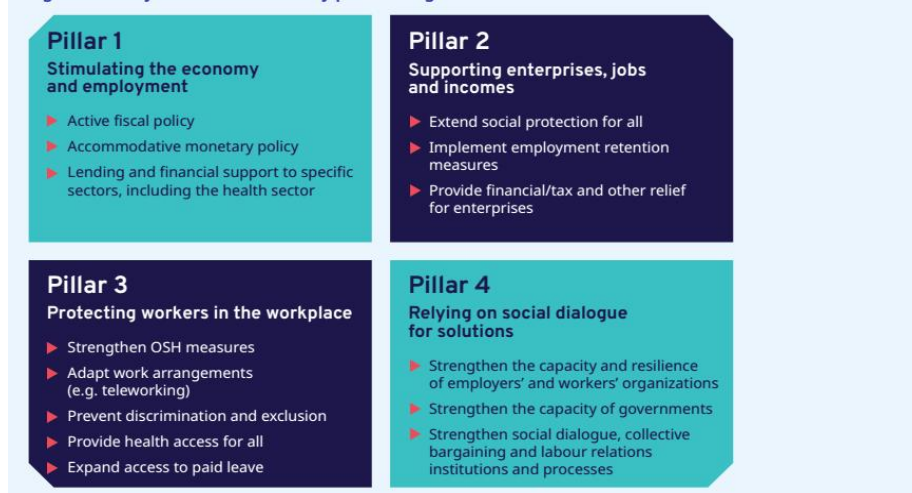 Pillar 1
Stimulating the economy
and employment
Active fiscal policy
Accommodative monetary policy
Lending and financial support to specific
sectors, including the health sector
Pillar 2
Supporting enterprises, jobs
and incomes
Extend social protection for all
Implement employment retention
measures
Provide financial/tax and other relief
for enterprises
Pillar 3
Protecting workers in the workplace
Strengthen OSH measures
Adapt work arrangements
(e.g. teleworking)
Prevent discrimination and exclusion
Provide health access for all
Expand access to paid leave
Pillar 4
Relying on social dialogue
for solutions
Strengthen the capacity and resilience
of employers’ and workers’ organizations
Strengthen the capacity of governments
Strengthen social dialogue, collective
bargaining and labour relations
institutions and processes